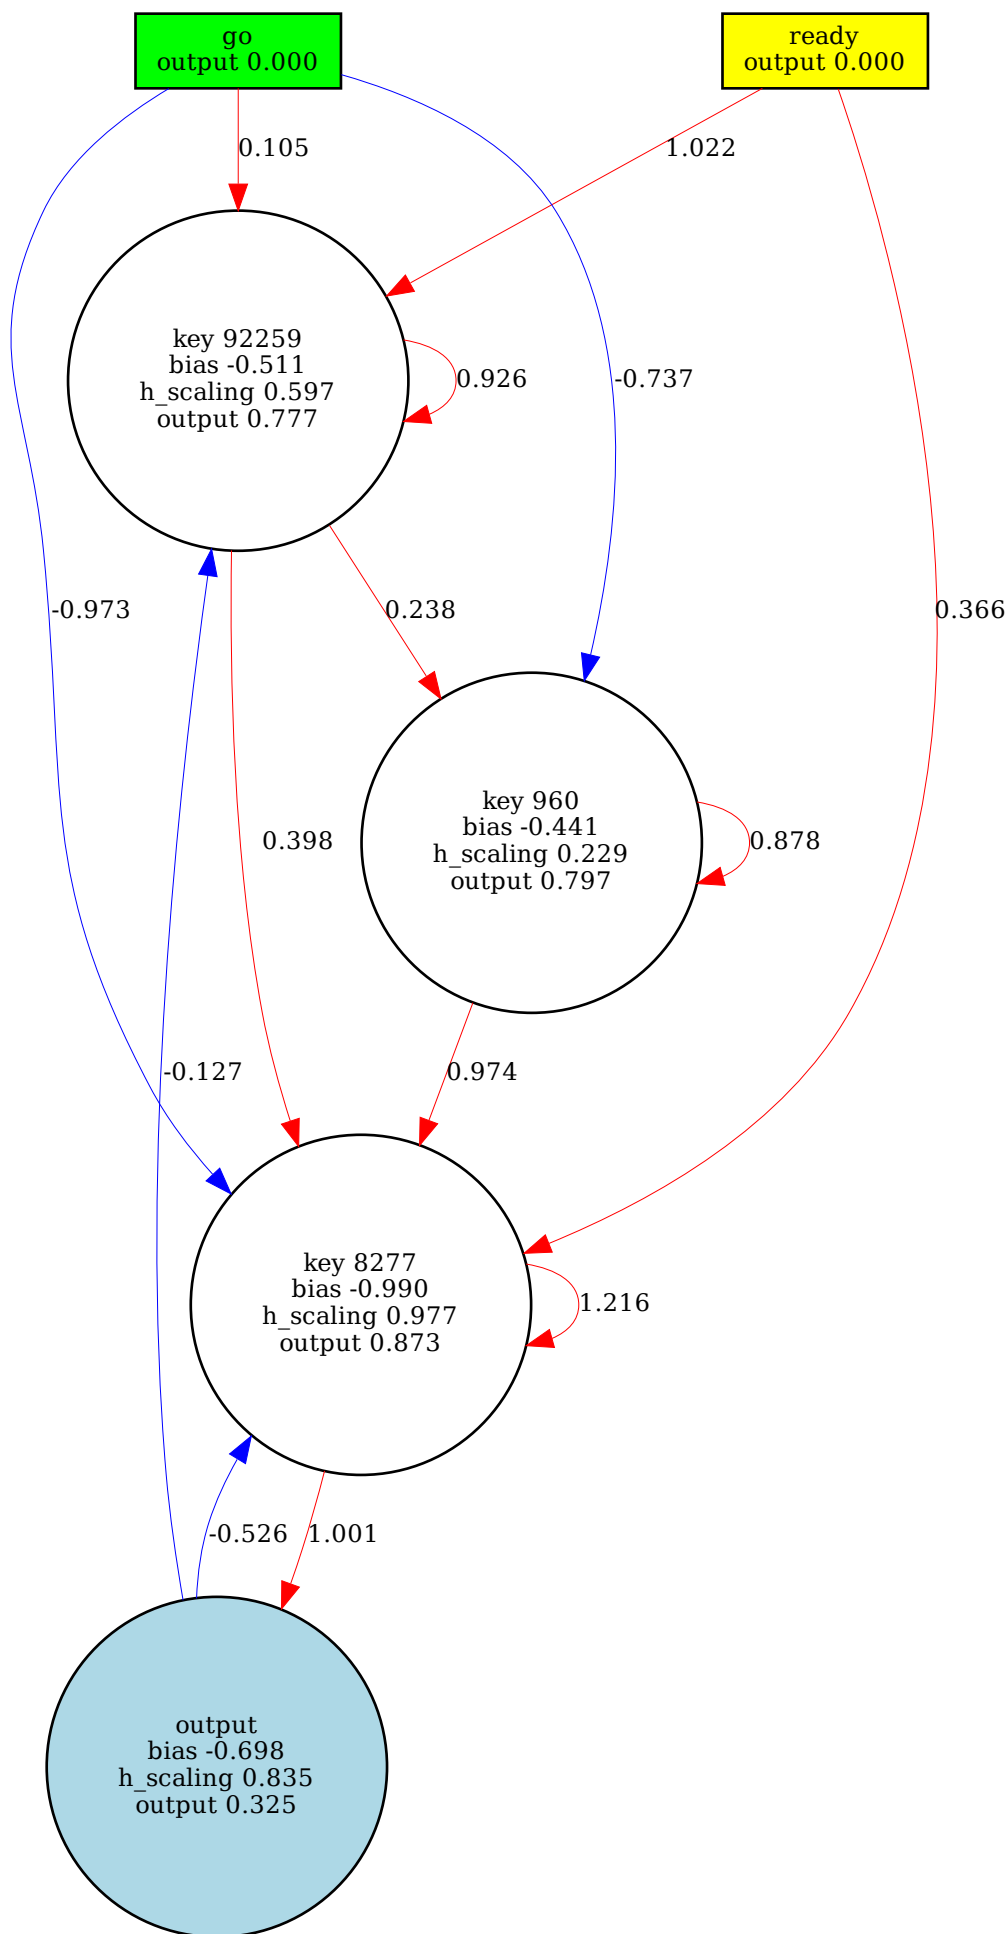 go
output 0.000
ready
output 0.000
0.105
1.022
key 92259
bias -0.511
h_scaling 0.597
output 0.777
0.926
-0.737
-0.973
0.238
0.366
key 960
bias -0.441
h_scaling 0.229
output 0.797
0.398
0.878
-0.127
0.974
key 8277
bias -0.990
h_scaling 0.977
output 0.873
1.216
-0.526
1.001
output
bias -0.698
h_scaling 0.835
output 0.325